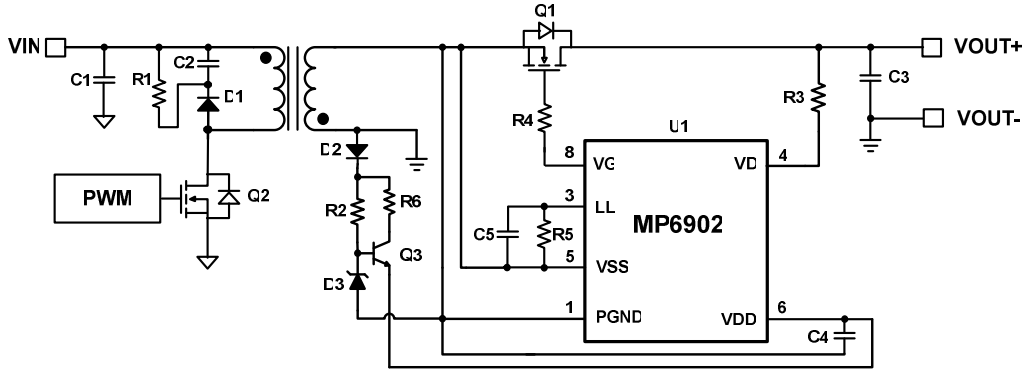 Q1
VIN
VOUT+
C1
R1
C2
D1
C3
R3
R4
VOUT-
U1
D2
8
VG
VD
4
PWM
Q2
R2
R6
3
LL
MP6902
C5
R5
Q3
5
VSS
D3
1
PGND
VDD
6
C4